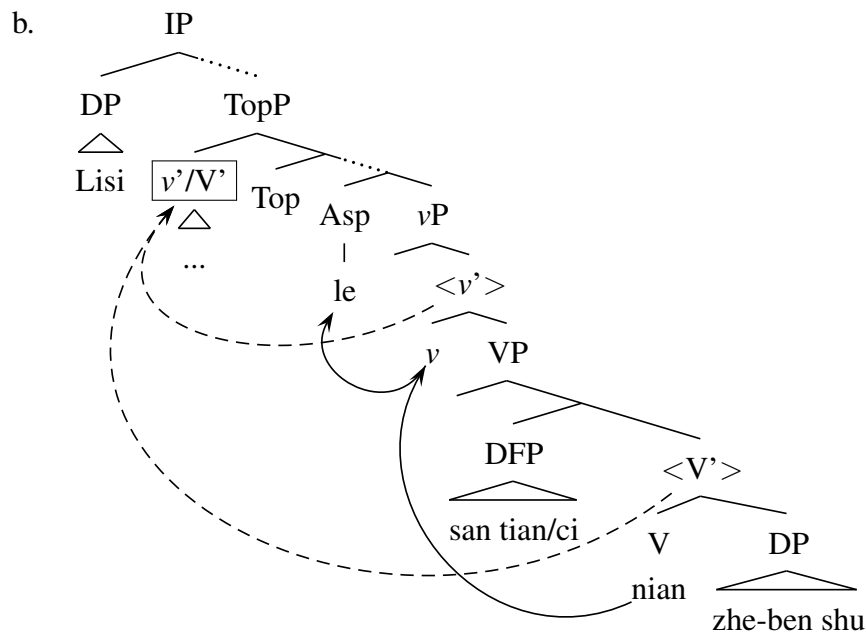 b. IP
DP TopP
Lisi v’/V’ Top Asp vP
... le <v’>
v VP
DFP <V’>
san tian/ci V DP
nian zhe-ben shu